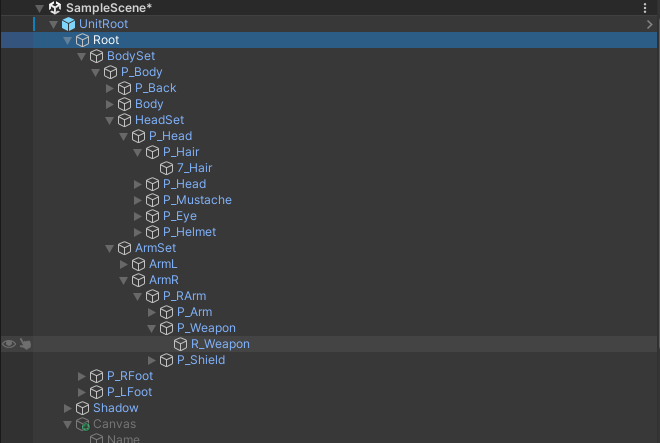 SampleScene*
UnitRoot
Root
BodySet
P_Body
P_Back
Body
HeadSet
P_Head
P_Hair
7_Hair
P_Head
P_Mustache
P_Eye
P_Helmet
ArmSet
ArmL
ArmR
P_RArm
P_Arm
P_Weapon
R_Weapon
P_Shield
P_RFoot
P_LFoot
Shadow
Canvas
Name